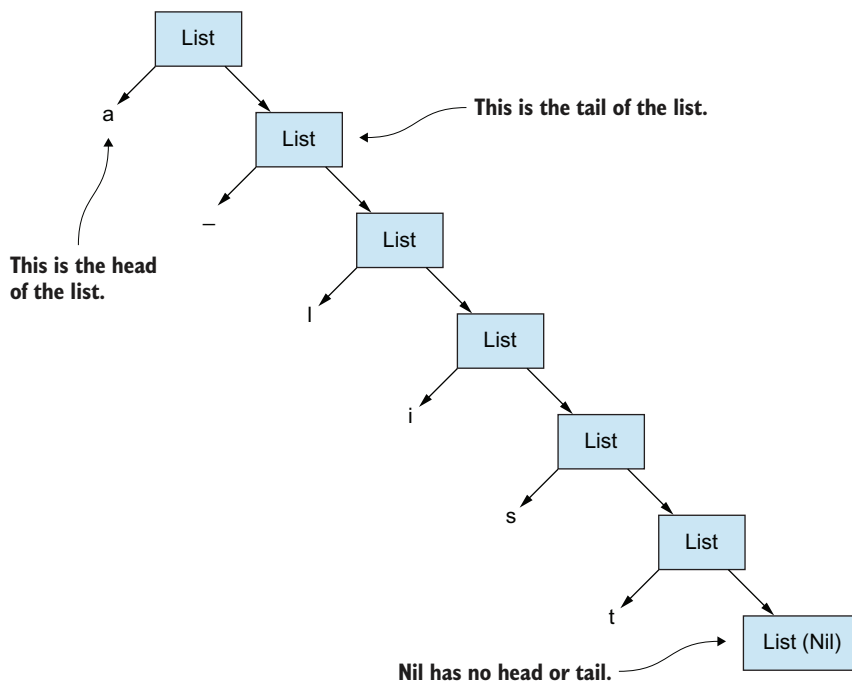 List
a
This is the tail of the list.
List
_
List
This is the head
of the list.
l
List
i
List
s
List
t
List (Nil)
Nil has no head or tail.